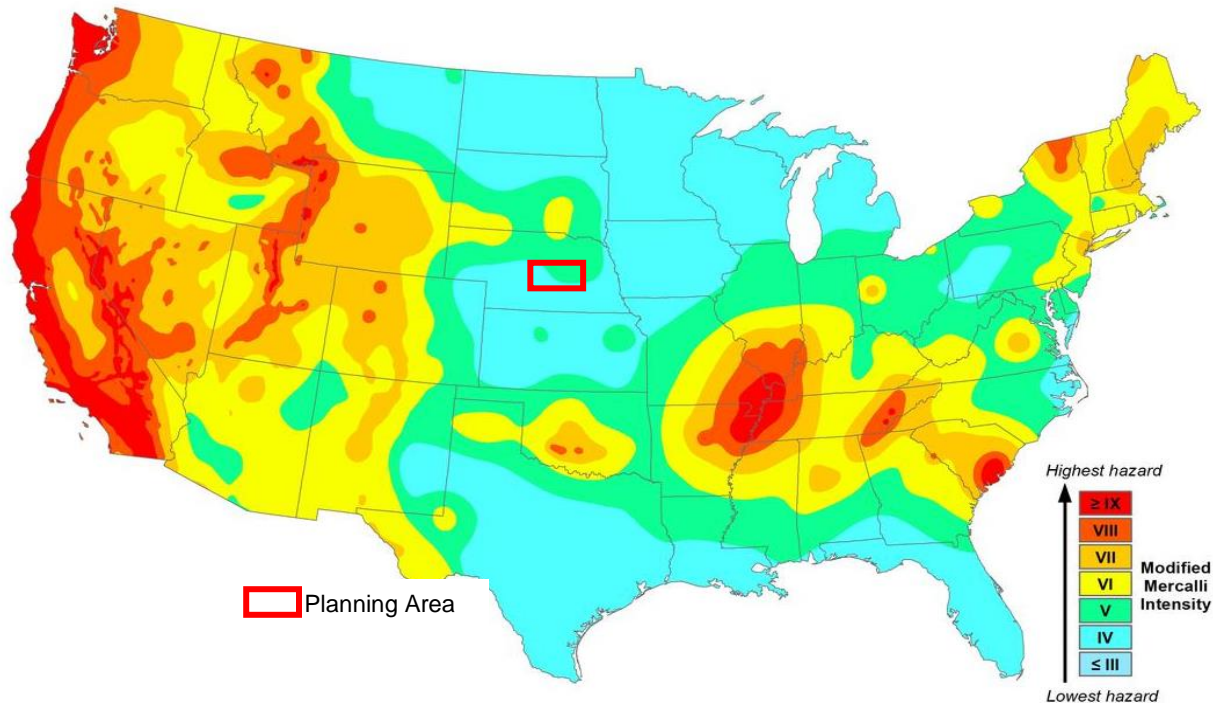 Planning Area
Highest hazard
≥ IX
VIII
VII
VI
V
IV
≤ III
Modified
Mercalli
Intensity
Lowest hazard